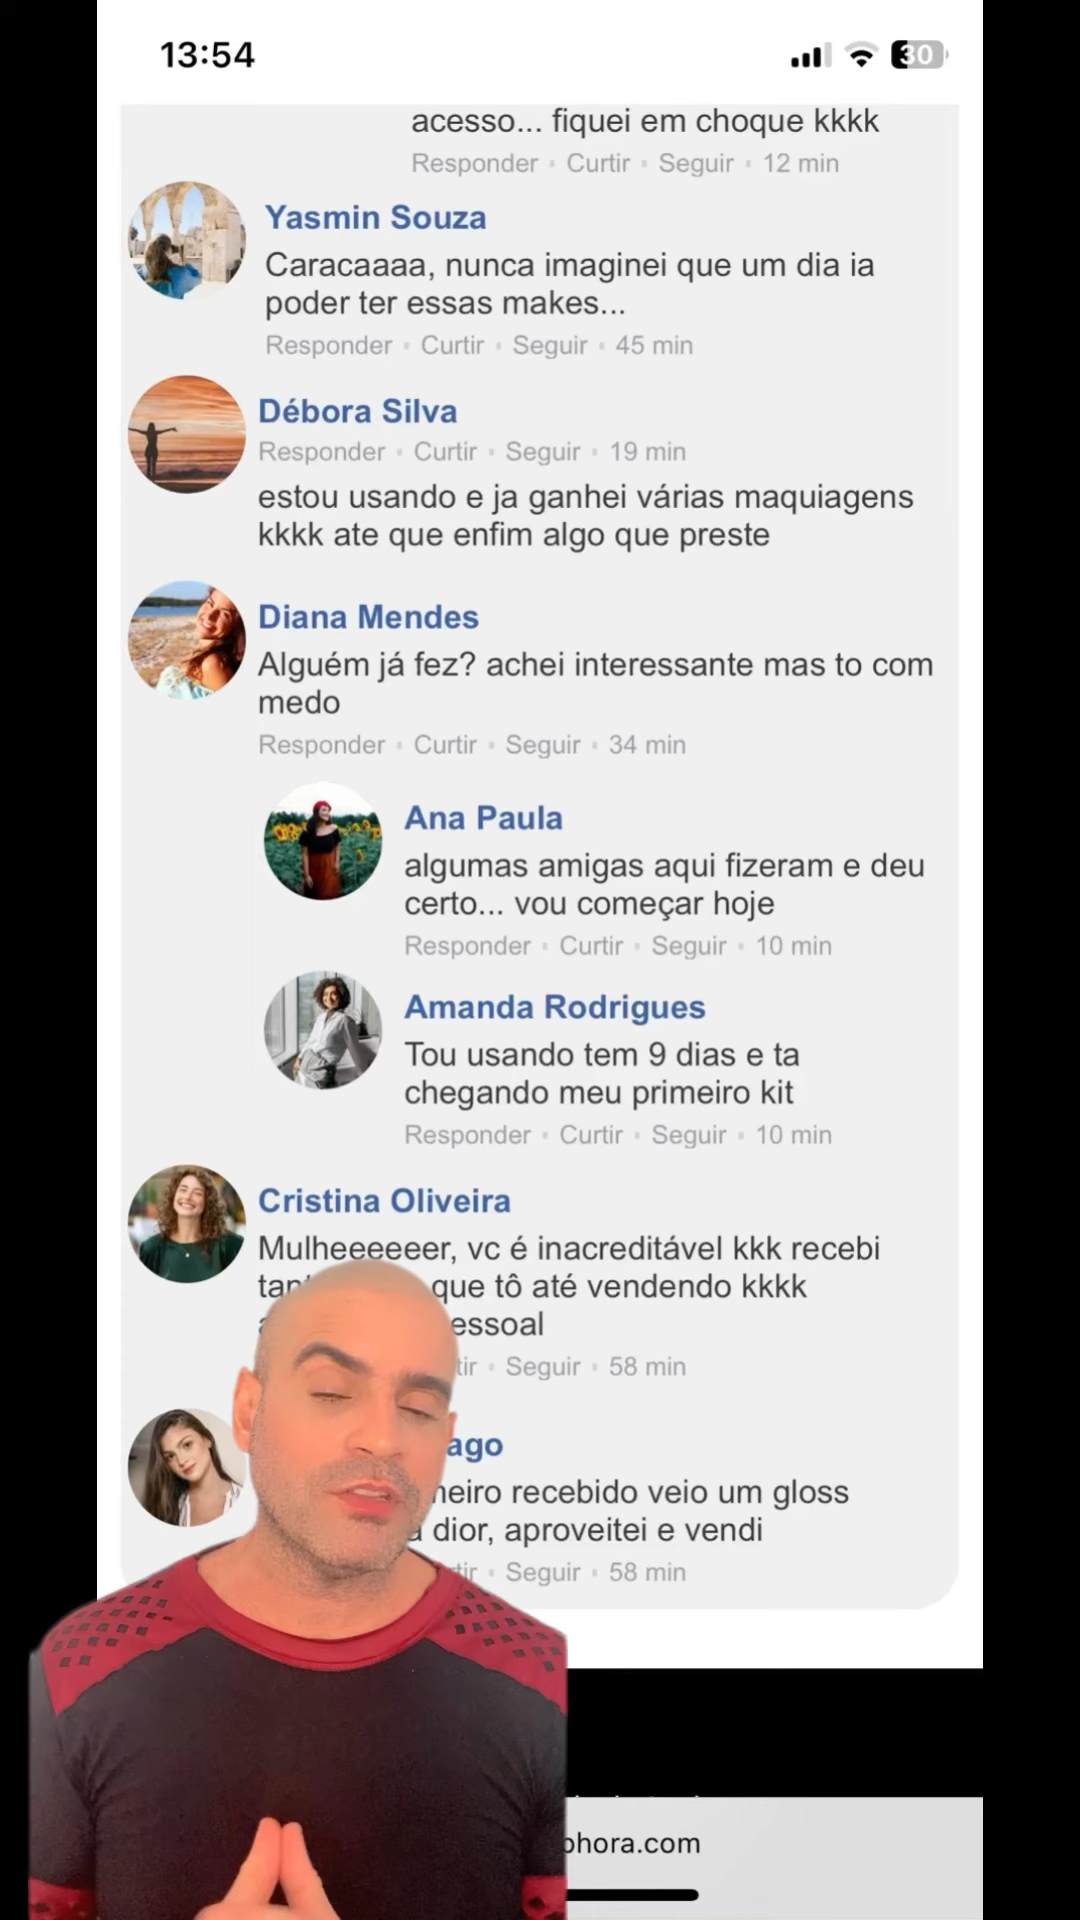 13:54
30
acesso... fiquei em choque kkkk
Responder • Curtir • Seguir • 12 min
Yasmin Souza
Caracaaaa, nunca imaginei que um dia ia
poder ter essas makes...
Responder • Curtir • Seguir • 45 min
Débora Silva
Responder • Curtir • Seguir • 19 min
estou usando e ja ganhei várias maquiagens
kkkk ate que enfim algo que preste
Diana Mendes
Alguém já fez? achei interessante mas to com
medo
Responder • Curtir • Seguir • 34 min
Ana Paula
algumas amigas aqui fizeram e deu
certo... vou começar hoje
Responder • Curtir • Seguir • 10 min
Amanda Rodrigues
Tou usando tem 9 dias e ta
chegando meu primeiro kit
Responder • Curtir • Seguir • 10 min
Cristina Oliveira
Mulheeeeeer, vc é inacreditável kkk recebi
que tô até vendendo kkkk
Seguir • 58 min
recebido veio um gloss
dior, aproveitei e vendi
Seguir • 58 min